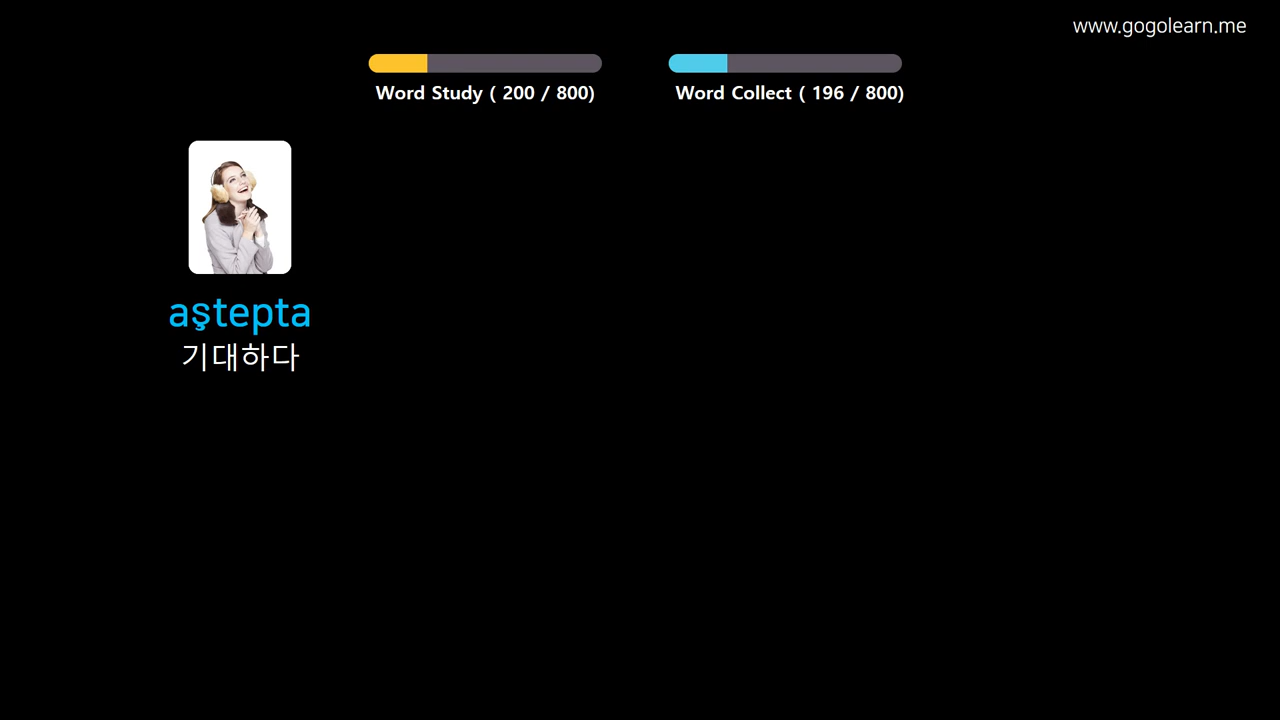 www.gogolearn.me
Word Study ( 200 / 800)
Word Collect ( 196 / 800)
aştepta
기대하다